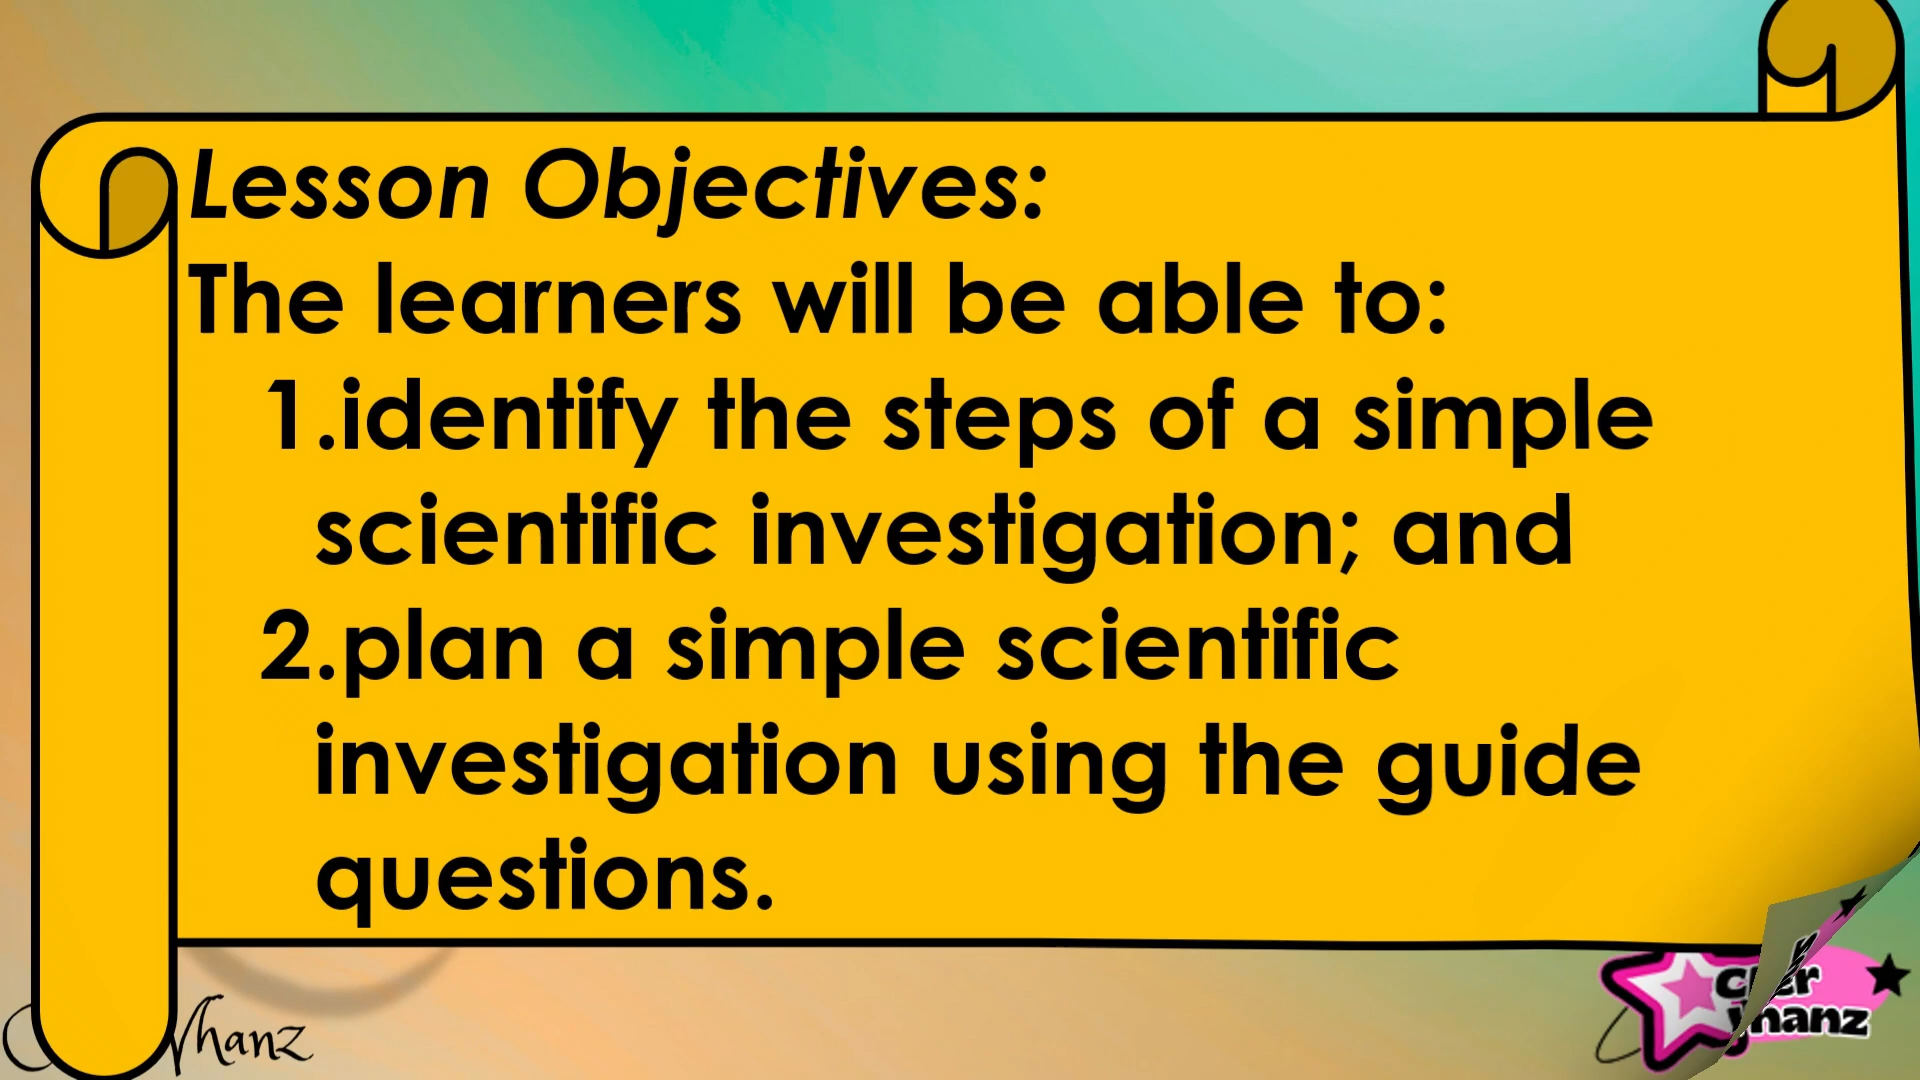 Lesson Objectives:
The learners will be able to:
1.identify the steps of a simple
scientific investigation; and
2.plan a simple scientific
investigation using the guide
questions.